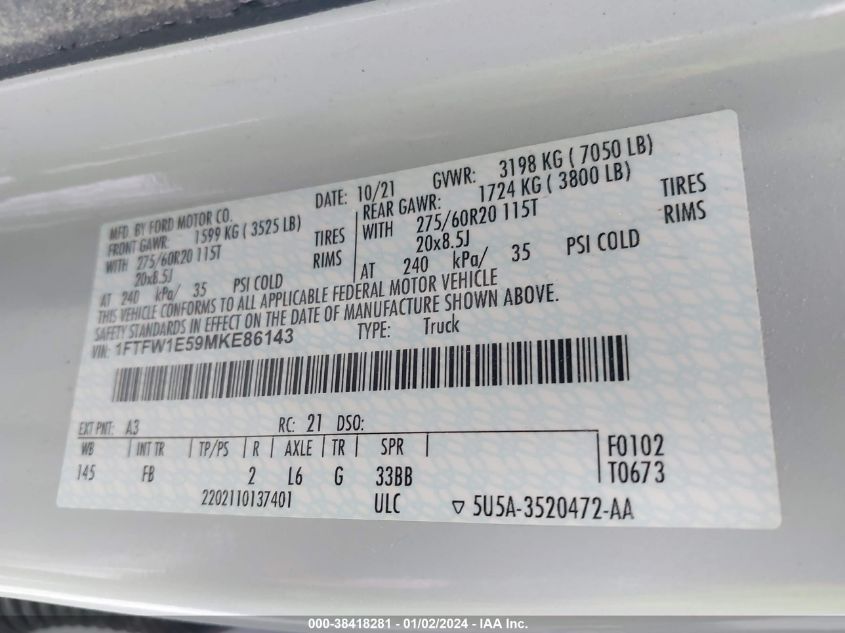 MFD. BY FORD MOTOR CO. DATE: 10/21 GVWR: 3198 KG ( 7050 LB)
FRONT GAWR: 1599 KG ( 3525 LB) REAR GAWR: 1724 KG ( 3800 LB)
WITH 275/60R20 115T TIRES WITH 275/60R20 115T TIRES
20x8.5J RIMS 20x8.5J RIMS
AT 240 kPa/ 35 PSI COLD AT 240 kPa/ 35 PSI COLD
THIS VEHICLE CONFORMS TO ALL APPLICABLE FEDERAL MOTOR VEHICLE
SAFETY STANDARDS IN EFFECT ON THE DATE OF MANUFACTURE SHOWN ABOVE.
VIN: 1FTFW1E59MKE86143 TYPE: Truck
EXT PNT: A3 RC: 21 DSO:
WB INT TR TP/PS R AXLE TR SPR F0102
145 FB 2 L6 G 33BB T0673
2202110137401 ULC ▽ 5U5A-3520472-AA
000-38418281 - 01/02/2024 - IAA Inc.